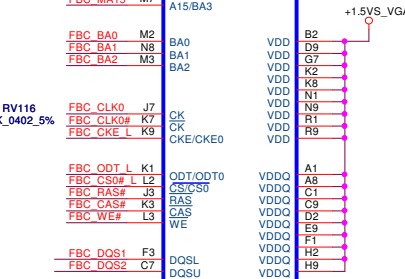 FBC_MA15 M7 A15/BA3
+1.5VS_VGA
FBC_BA0 M2 BA0 VDD B2
FBC_BA1 N8 BA1 VDD D9
FBC_BA2 M3 BA2 VDD G7
VDD K2
VDD K8
VDD N1
RV116 FBC_CLK0 J7 CK VDD N9
K_0402_5% FBC_CLK0# K7 CK VDD R1
FBC_CKE_L K9 CKE/CKE0 VDD R9
FBC_ODT_L K1 ODT/ODT0 VDDQ A1
FBC_CS0#_L L2 CS/CS0 VDDQ A8
FBC_RAS# J3 RAS VDDQ C1
FBC_CAS# K3 CAS VDDQ C9
FBC_WE# L3 WE VDDQ D2
VDDQ E9
VDDQ F1
FBC_DQS1 F3 DQSL VDDQ H2
FBC_DQS2 C7 DQSU VDDQ H9